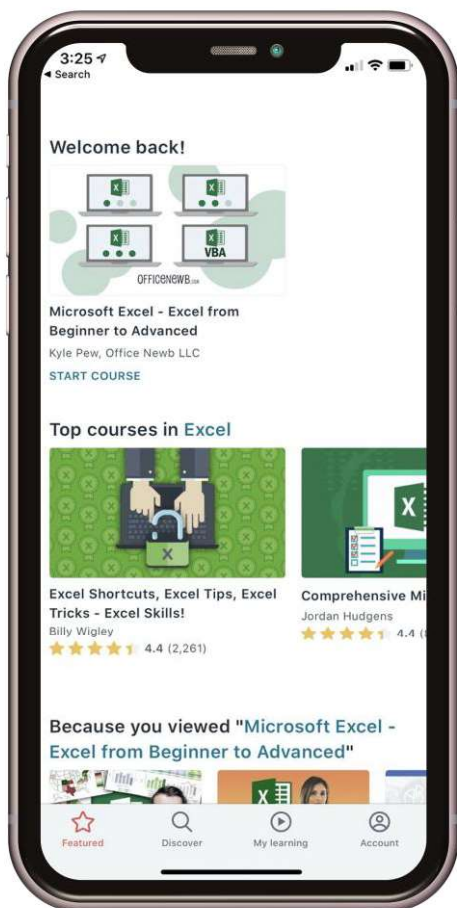 3:25
Search
Welcome back!
VBA
OFFICENEWB.com
Microsoft Excel - Excel from
Beginner to Advanced
Kyle Pew, Office Newb LLC
START COURSE
Top courses in Excel
X
X
Excel Shortcuts, Excel Tips, Excel
Tricks - Excel Skills!
Billy Wigley
4.4 (2,261)
Comprehensive Mi
Jordan Hudgens
4.4 (
Because you viewed "Microsoft Excel -
Excel from Beginner to Advanced"
X
Featured
Discover
My learning
Account